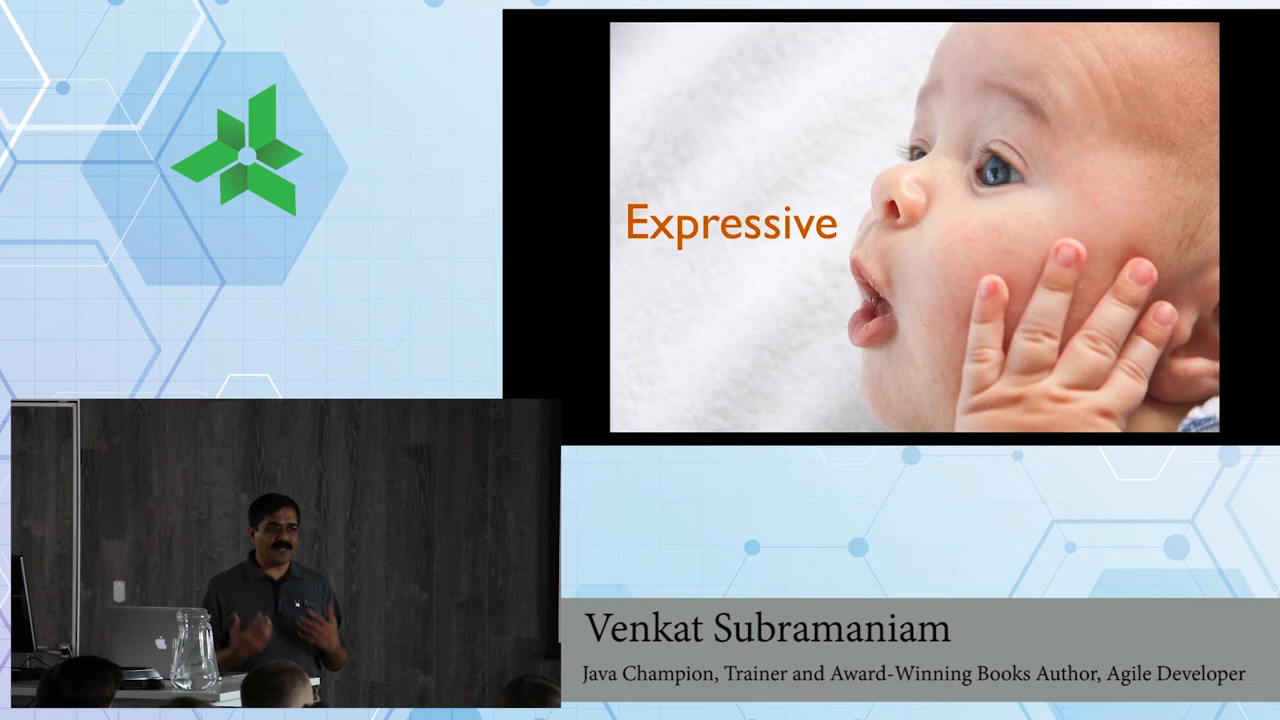 Expressive
Venkat Subramaniam
Java Champion, Trainer and Award-Winning Books Author, Agile Developer